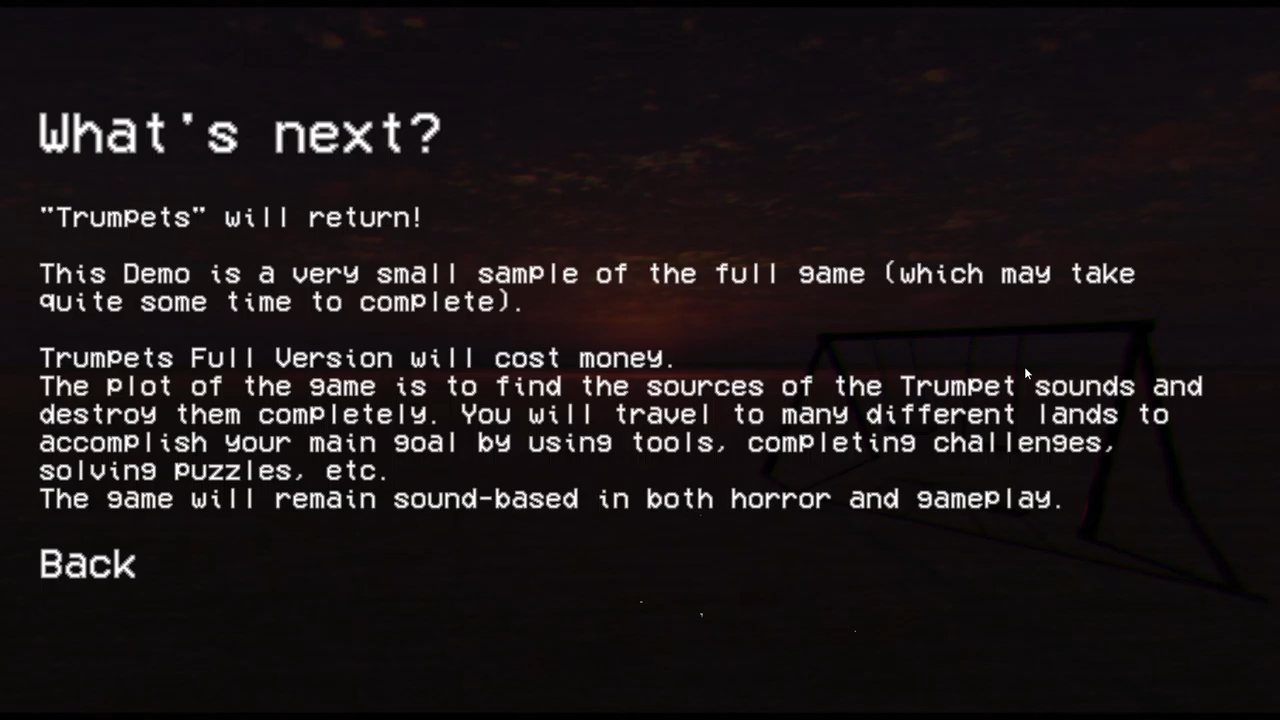 What's next?
"Trumpets" will return!
This Demo is a very small sample of the full game (which may take
quite some time to complete).
Trumpets Full Version will cost money.
The plot of the game is to find the sources of the Trumpet sounds and
destroy them completely. You will travel to many different lands to
accomplish your main goal by using tools, completing challenges,
solving puzzles, etc.
The game will remain sound-based in both horror and gameplay.
Back